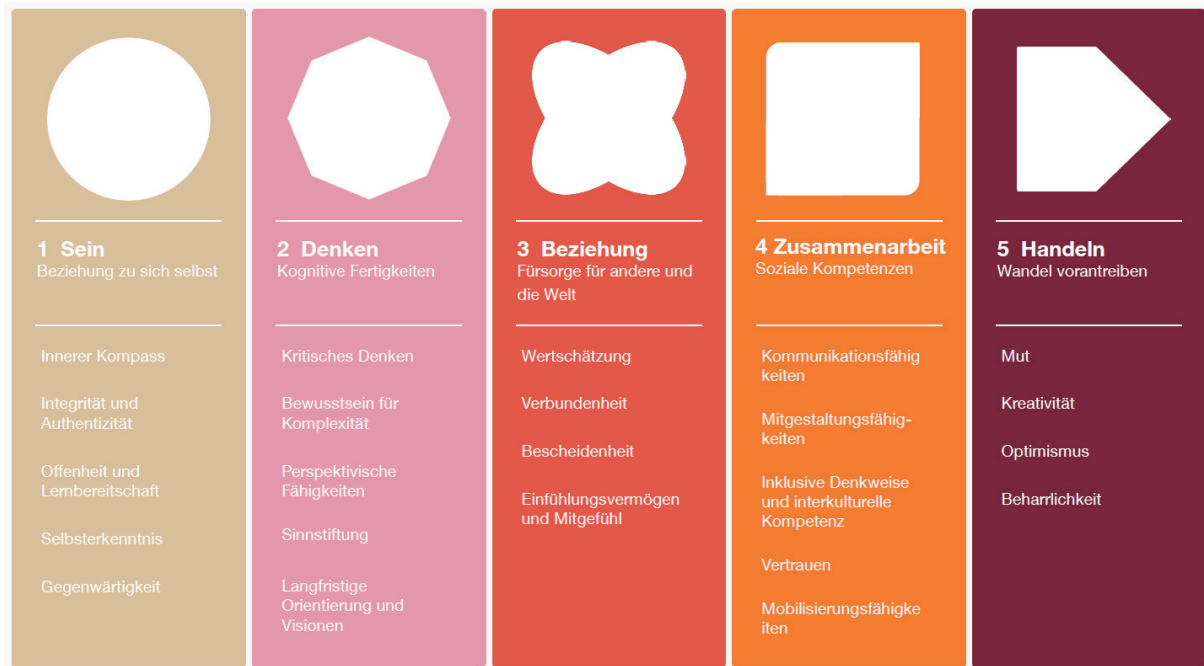 1 Sein
Beziehung zu sich selbst
Innerer Kompass
Integrität und
Authentizität
Offenheit und
Lernbereitschaft
Selbsterkenntnis
Gegenwärtigkeit
2 Denken
Kognitive Fertigkeiten
Kritisches Denken
Bewusstsein für
Komplexität
Perspektivische
Fähigkeiten
Sinnstiftung
Langfristige
Orientierung und
Visionen
3 Beziehung
Fürsorge für andere und
die Welt
Wertschätzung
Verbundenheit
Bescheidenheit
Einfühlungsvermögen
und Mitgefühl
4 Zusammenarbeit
Soziale Kompetenzen
Kommunikationsfähig
keiten
Mitgestaltungsfähig-
keiten
Inklusive Denkweise
und interkulturelle
Kompetenz
Vertrauen
Mobilisierungsfähigke
iten
5 Handeln
Wandel vorantreiben
Mut
Kreativität
Optimismus
Beharrlichkeit